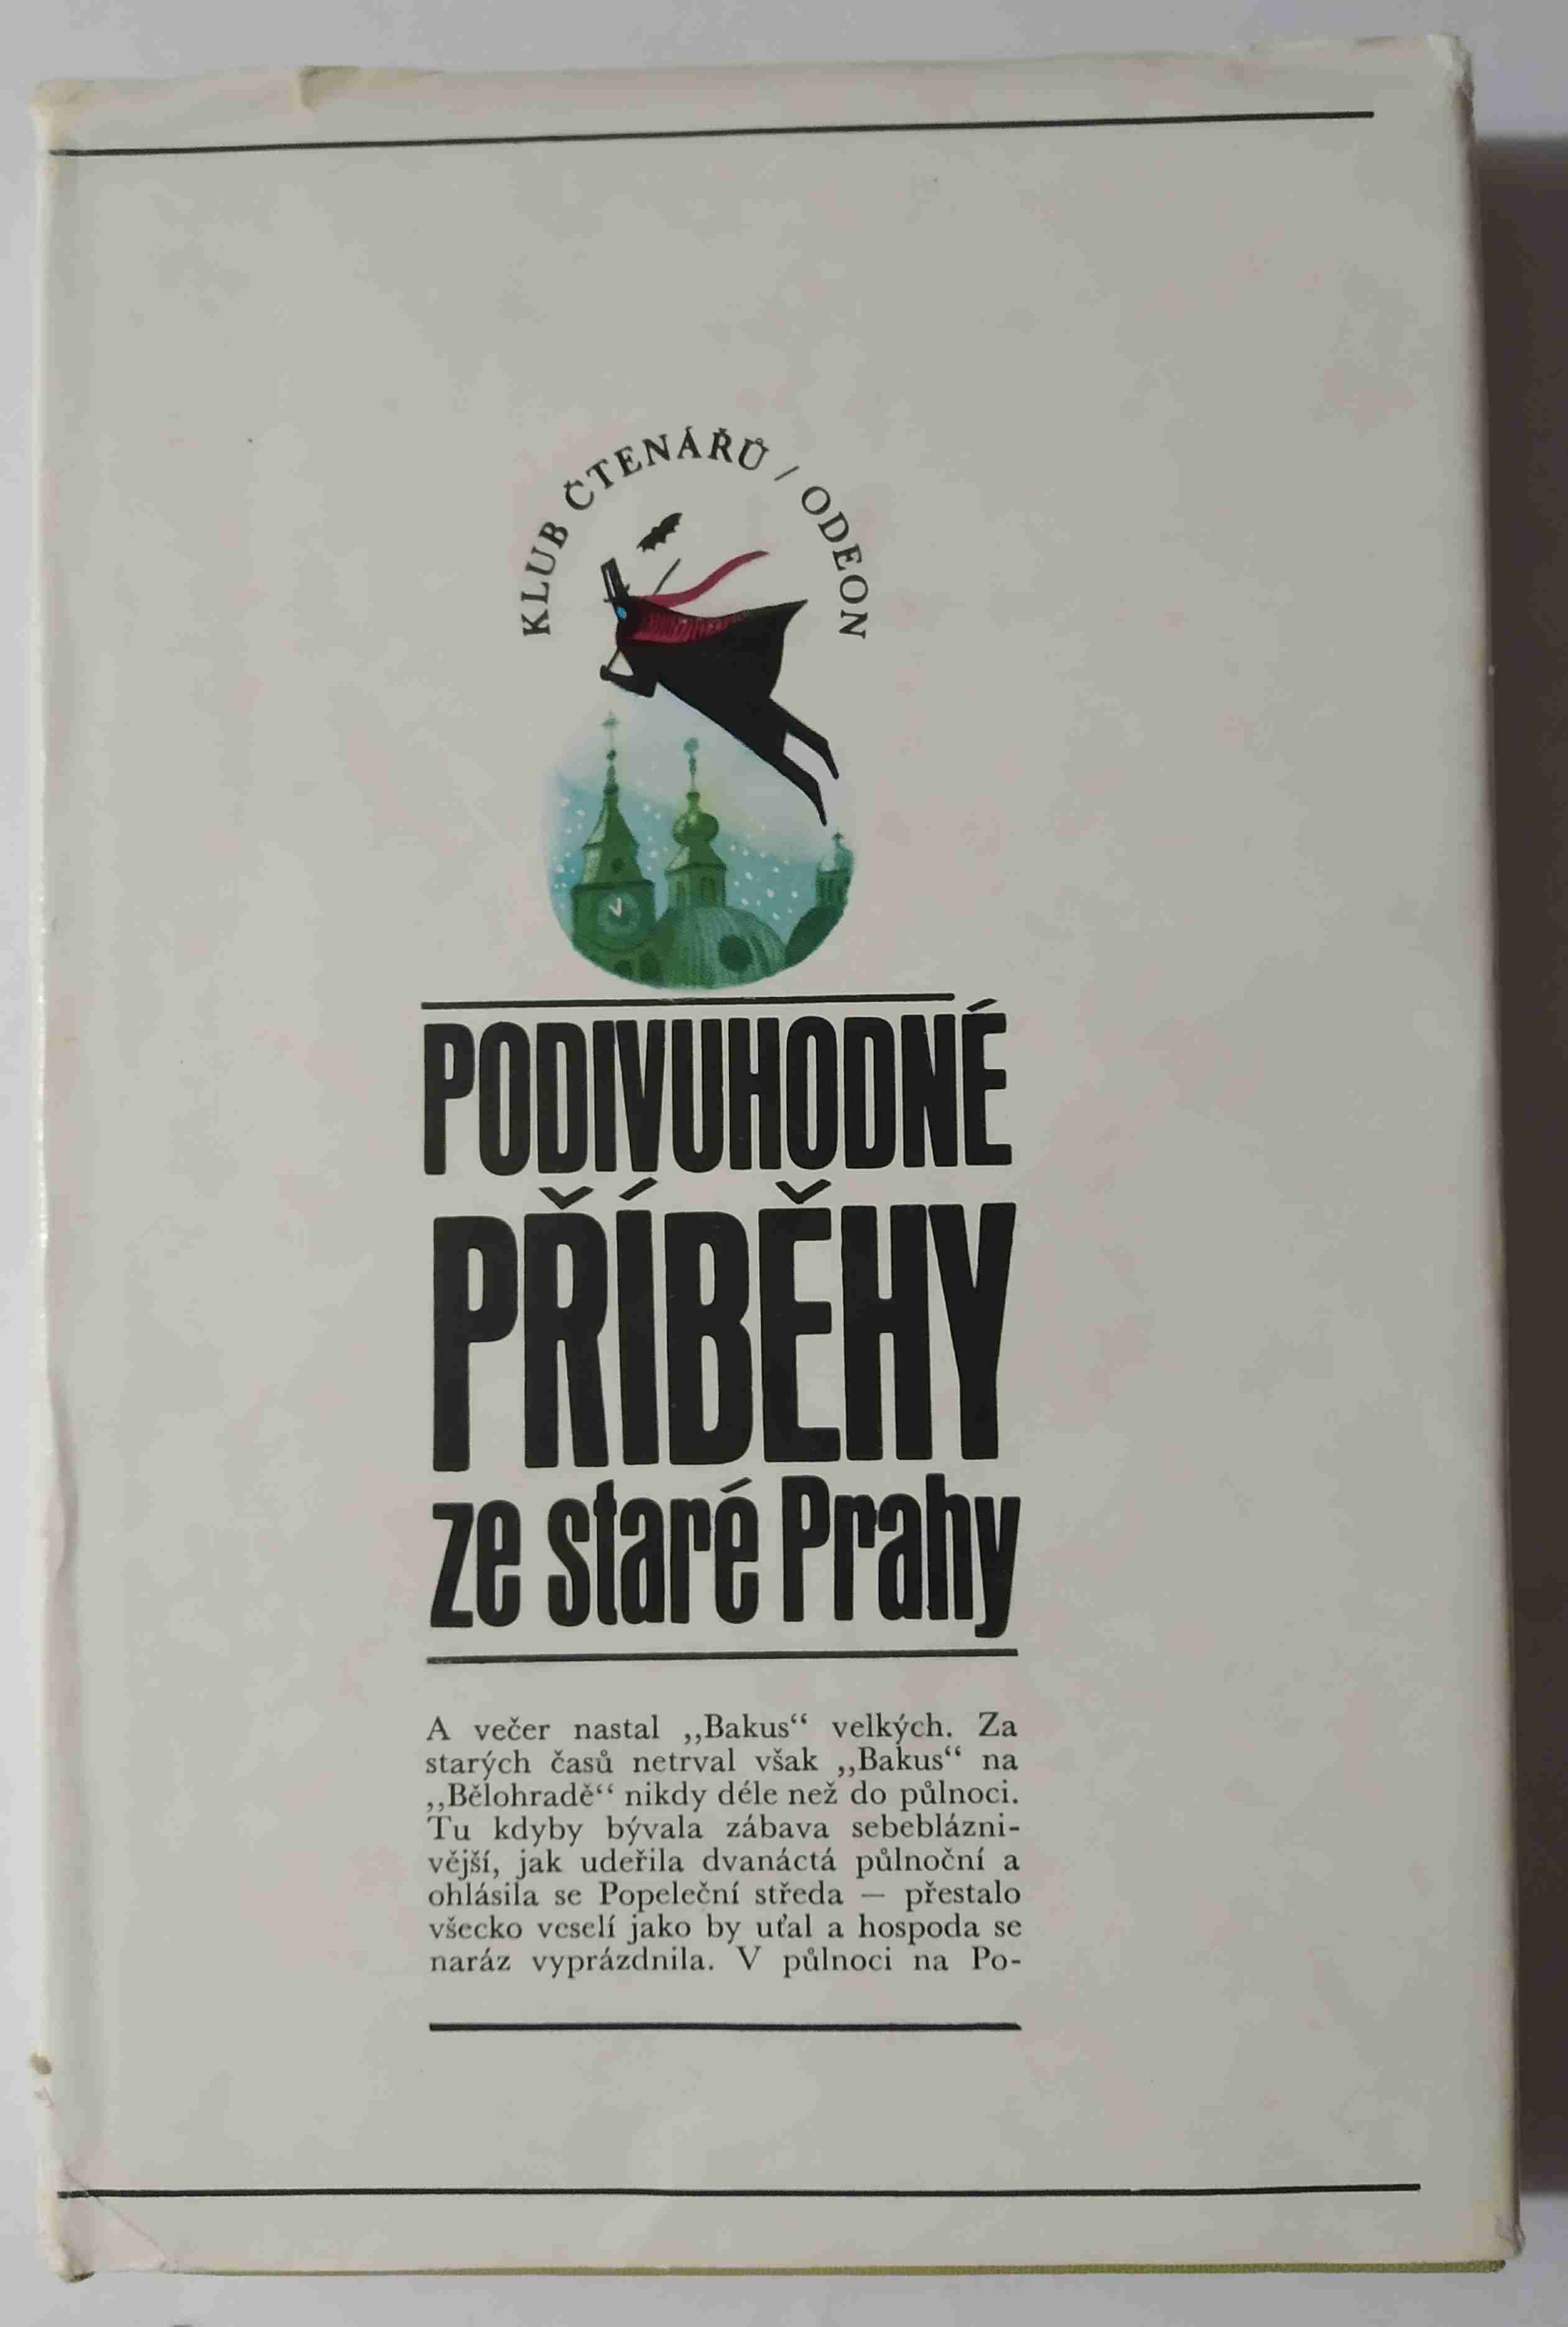 KLUB ČTENÁŘŮ / ODEON
PODIVUHODNÉ
PŘÍBĚHY
ze staré Prahy
A večer nastal „Bakus“ velkých. Za
starých časů netrval však „Bakus“ na
„Bělohradě“ nikdy déle než do půlnoci.
Tu kdyby bývala zábava sebeblázni-
vější, jak udeřila dvanáctá půlnoční a
ohlásila se Popeleční středa — přestalo
všecko veselí jako by uťal a hospoda se
naráz vyprázdnila. V půlnoci na Po-